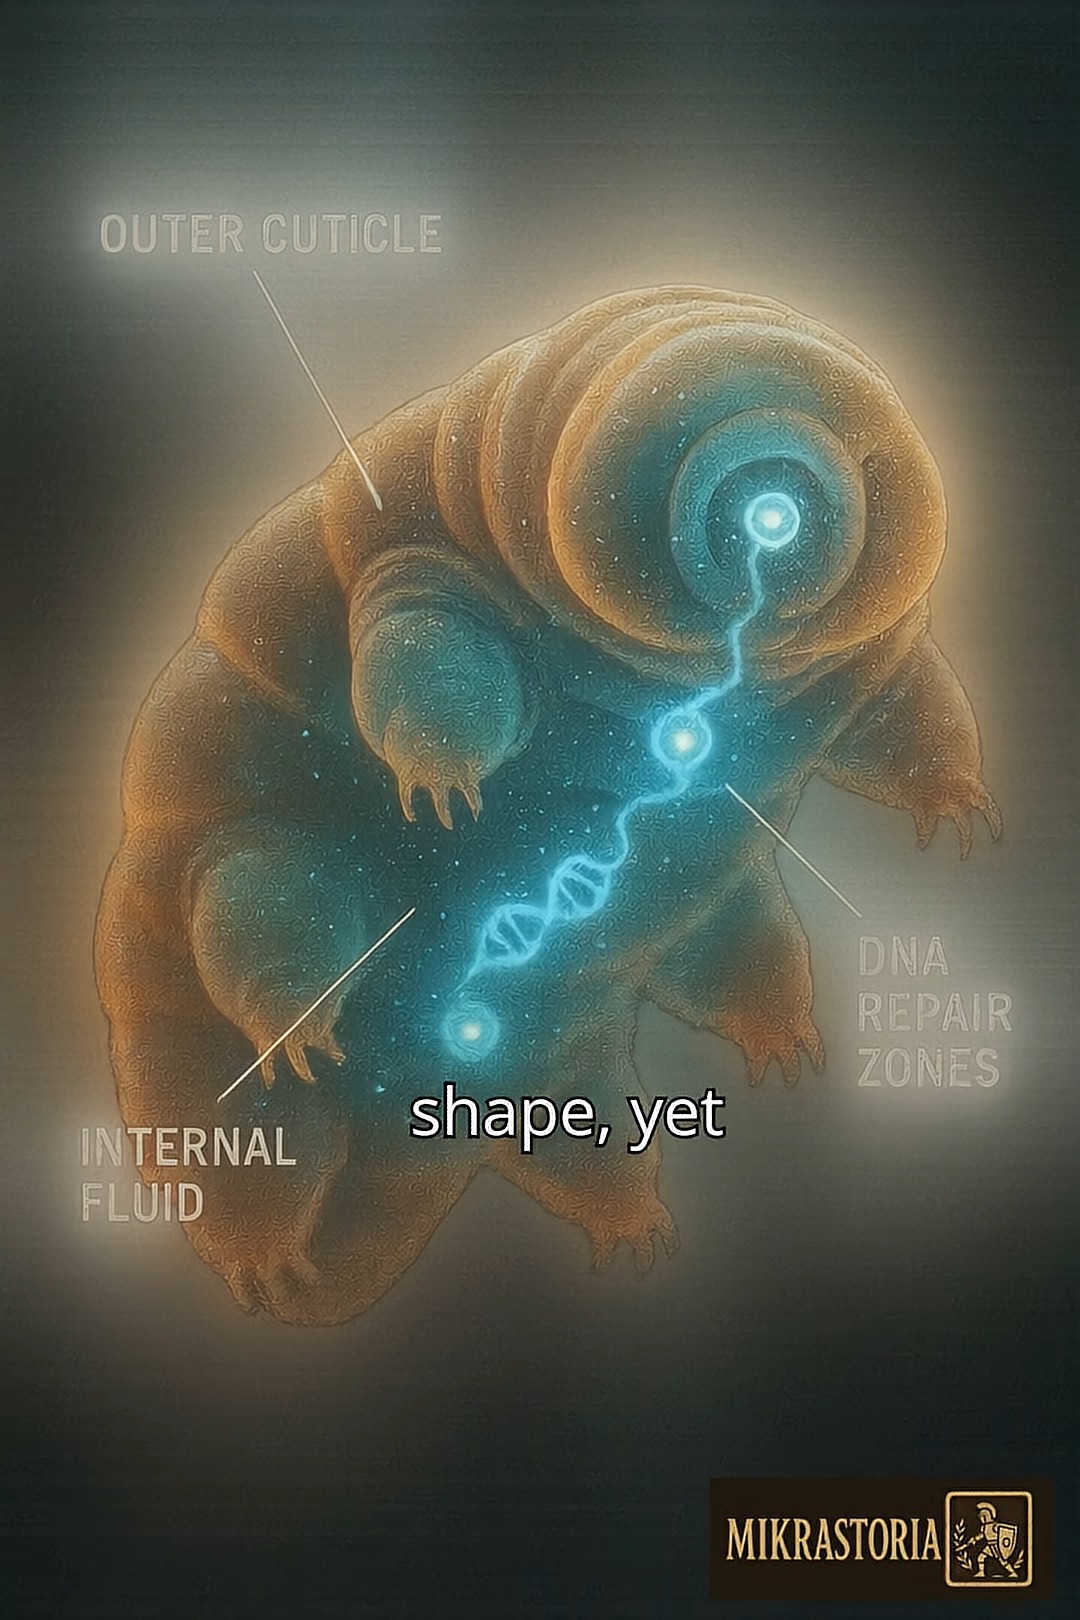 OUTER CUTICLE
DNA
REPAIR
ZONES
shape, yet
INTERNAL
FLUID
MIKRASTORIA